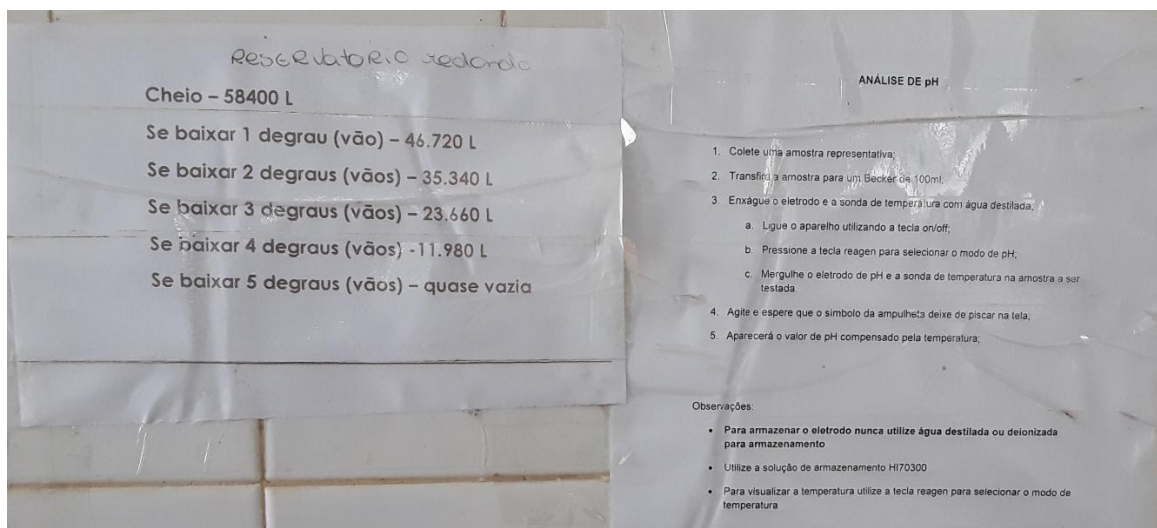 Reservatorio redondo
Cheio – 58400 L
Se baixar 1 degrau (vão) – 46.720 L
Se baixar 2 degraus (vãos) – 35.340 L
Se baixar 3 degraus (vãos) – 23.660 L
Se baixar 4 degraus (vãos) -11.980 L
Se baixar 5 degraus (vãos) – quase vazia
ANÁLISE DE pH
1. Colete uma amostra representativa;
2. Transfira a amostra para um Becker de 100ml;
3. Enxágue o eletrodo e a sonda de temperatura com água destilada;
a. Ligue o aparelho utilizando a tecla on/off;
b. Pressione a tecla reagen para selecionar o modo de pH;
c. Mergulhe o eletrodo de pH e a sonda de temperatura na amostra a ser
testada.
4. Agite e espere que o simbolo da ampulheta deixe de piscar na tela;
5. Aparecerá o valor de pH compensado pela temperatura;
Observações:
• Para armazenar o eletrodo nunca utilize água destilada ou deionizada
para armazenamento
• Utilize a solução de armazenamento HI70300
• Para visualizar a temperatura utilize a tecla reagen para selecionar o modo de
temperatura